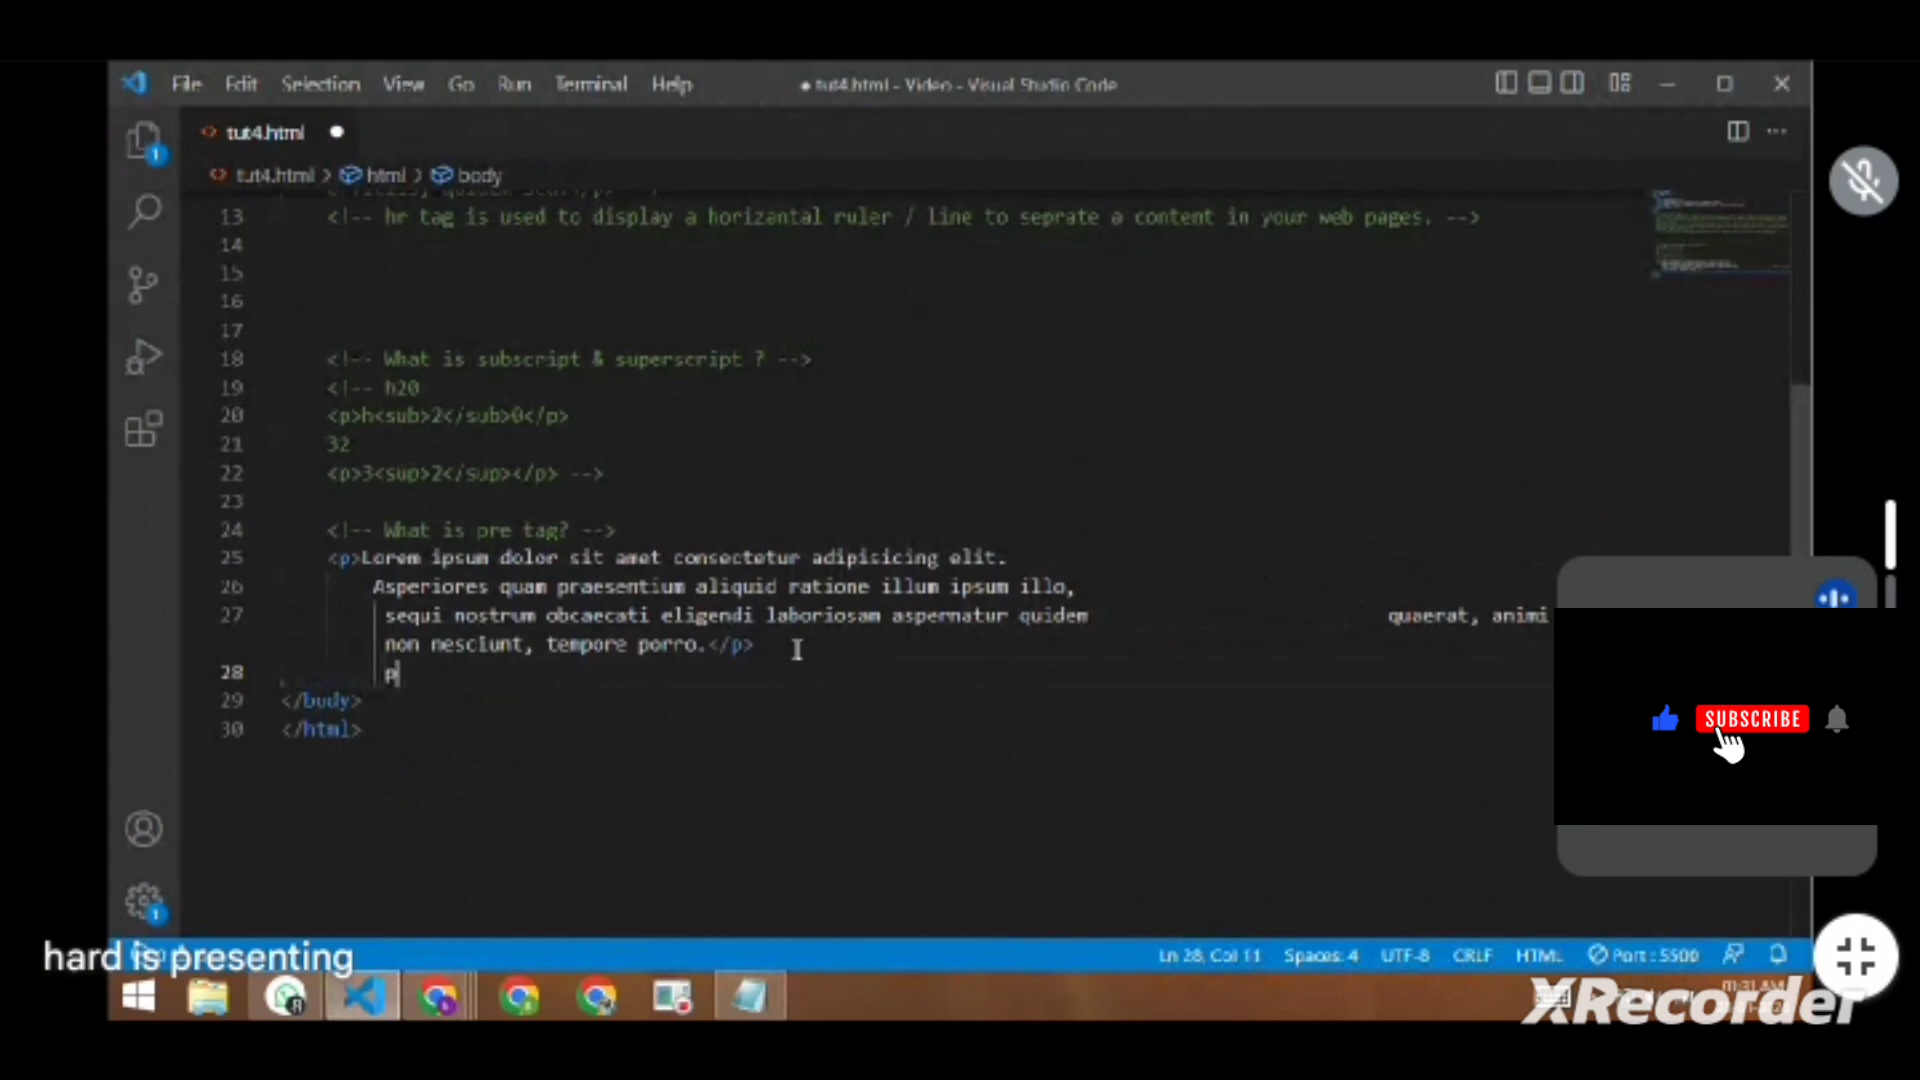 File Edit Selection View Go Run Terminal Help
● tut4.html - Video - Visual Studio Code
tut4.html
tut4.html > html > body
13 <!-- hr tag is used to display a horizantal ruler / line to seprate a content in your web pages. -->
14
15
16
17
18 <!-- What is subscript & superscript ? -->
19 <!-- h20
20 <p>h<sub>2</sub>0</p>
21 32
22 <p>3<sup>2</sup></p> -->
23
24 <!-- What is pre tag? -->
25 <p>Lorem ipsum dolor sit amet consectetur adipisicing elit.
26 Asperiores quam praesentium aliquid ratione illum ipsum illo,
27 sequi nostrum obcaecati eligendi laboriosam aspernatur quidem quaerat, animi
non nesciunt, tempore porro.</p>
28 p
29 </body>
30 </html>
SUBSCRIBE
hard is presenting
Ln 28, Col 11 Spaces: 4 UTF-8 CRLF HTML Port : 5500
XRecorder